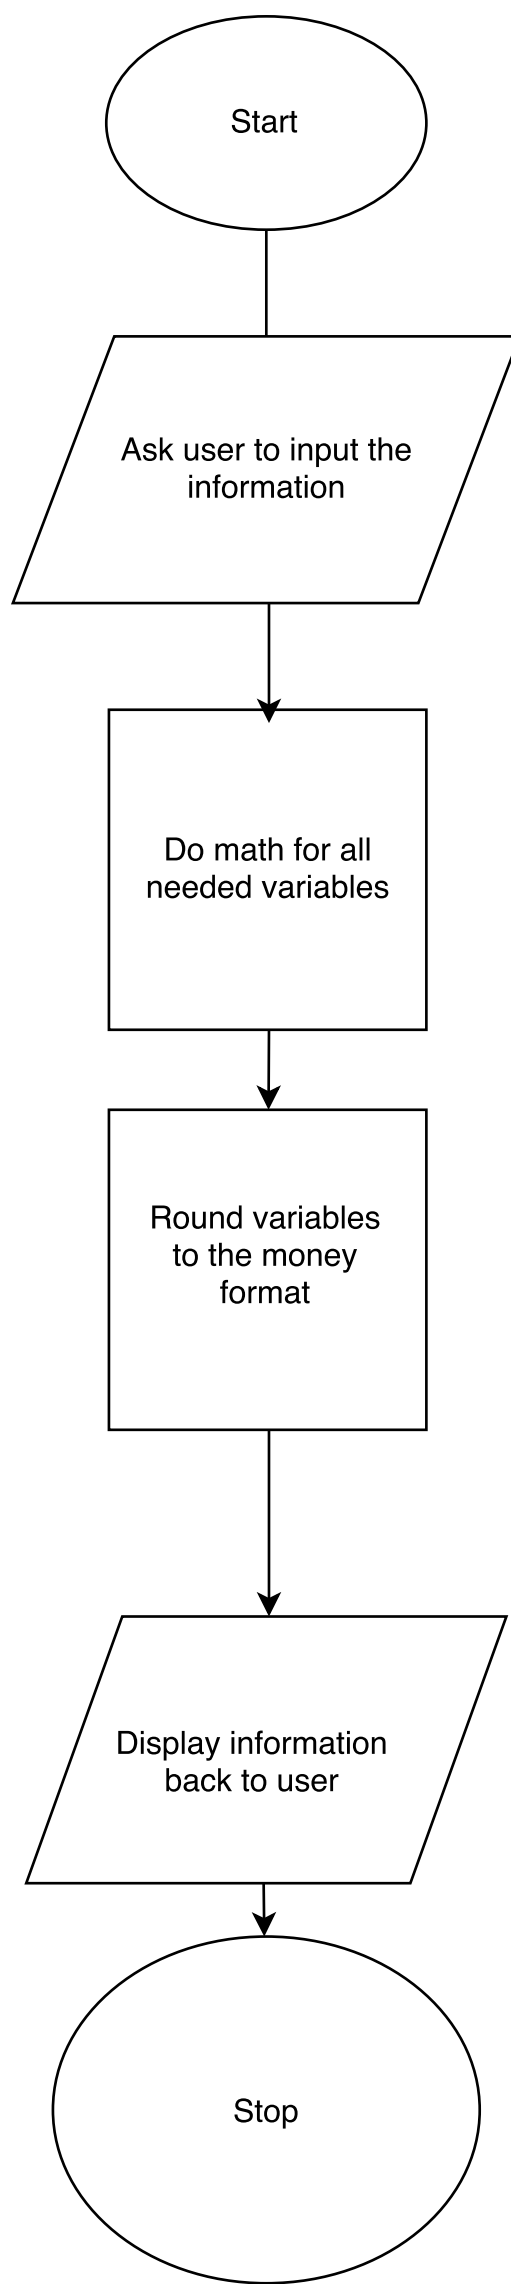 Start
Ask user to input the
information
Do math for all
needed variables
Round variables
to the money
format
Display information
back to user
Stop